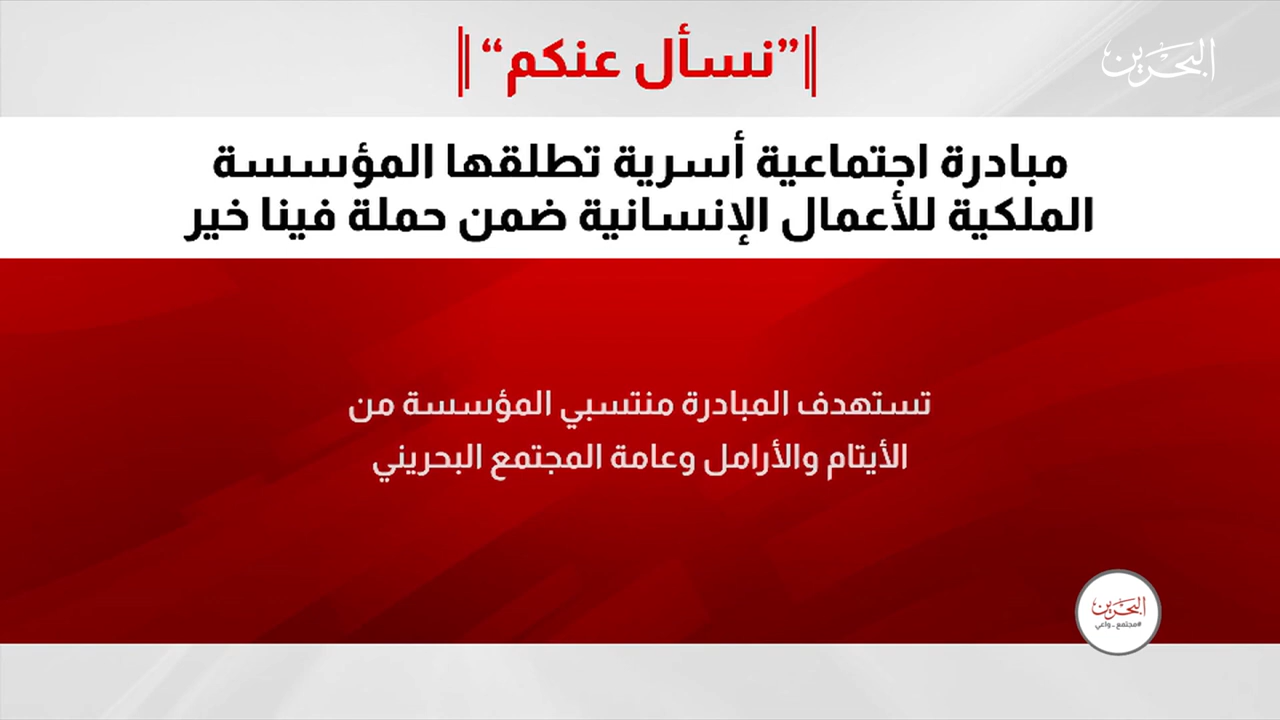 ”نسأل عنكم“
البحرين
مبادرة اجتماعية أسرية تطلقها المؤسسة
الملكية للأعمال الإنسانية ضمن حملة فينا خير
تستهدف المبادرة منتسبي المؤسسة من
الأيتام والأرامل وعامة المجتمع البحريني
البحرين
#مجتمع_واعي